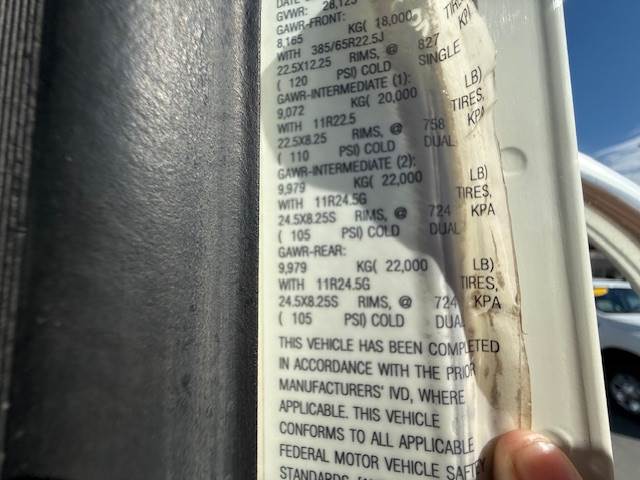 DATE
GVWR: 28,123
GAWR-FRONT:
8,165 KG( 18,000
WITH 385/65R22.5J TIRES,
22.5X12.25 RIMS, @ 827 KPA
( 120 PSI) COLD SINGLE
GAWR-INTERMEDIATE (1):
9,072 KG( 20,000 LB)
WITH 11R22.5 TIRES,
22.5X8.25 RIMS, @ 758 KPA
( 110 PSI) COLD DUAL
GAWR-INTERMEDIATE (2):
9,979 KG( 22,000 LB)
WITH 11R24.5G TIRES,
24.5X8.25S RIMS, @ 724 KPA
( 105 PSI) COLD DUAL
GAWR-REAR:
9,979 KG( 22,000 LB)
WITH 11R24.5G TIRES,
24.5X8.25S RIMS, @ 724 KPA
( 105 PSI) COLD DUAL
THIS VEHICLE HAS BEEN COMPLETED
IN ACCORDANCE WITH THE PRIOR
MANUFACTURERS' IVD, WHERE
APPLICABLE. THIS VEHICLE
CONFORMS TO ALL APPLICABLE
FEDERAL MOTOR VEHICLE SAFTEY
STANDARDS,